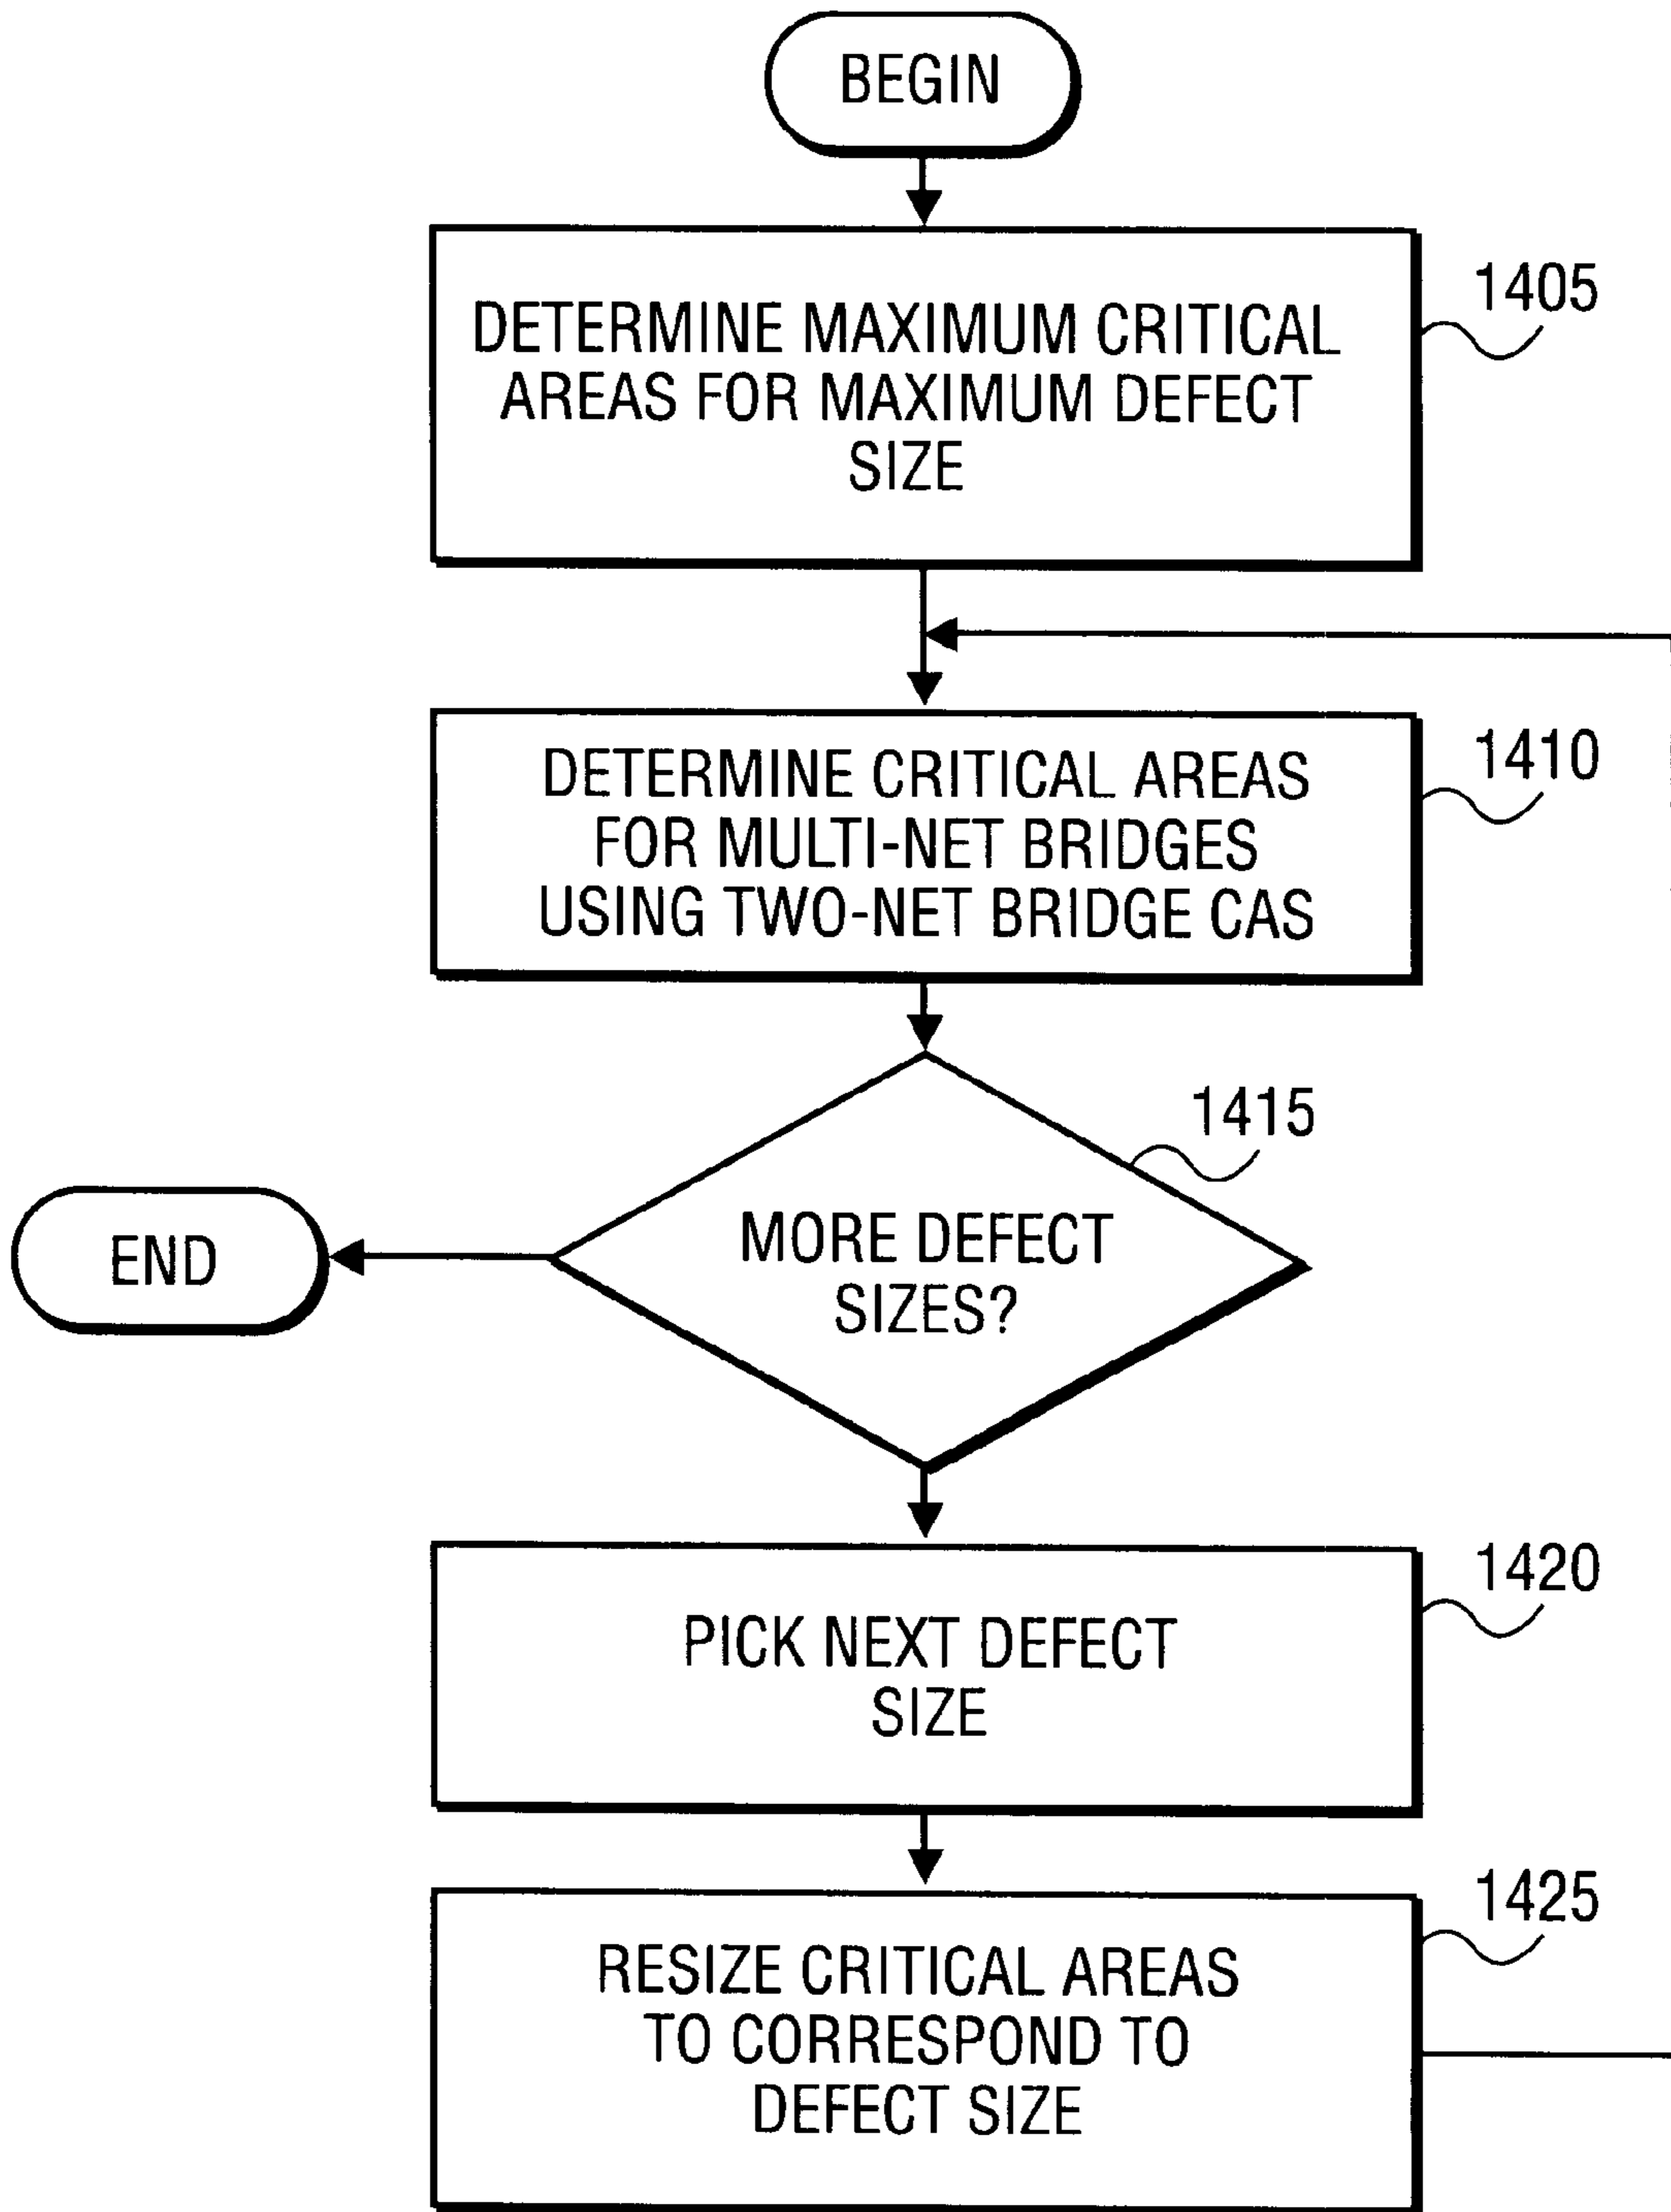 BEGIN
1405
DETERMINE MAXIMUM CRITICAL
AREAS FOR MAXIMUM DEFECT
SIZE
1410
DETERMINE CRITICAL AREAS
FOR MULTI-NET BRIDGES
USING TWO-NET BRIDGE CAS
1415
MORE DEFECT
SIZES?
END
1420
PICK NEXT DEFECT
SIZE
1425
RESIZE CRITICAL AREAS
TO CORRESPOND TO
DEFECT SIZE